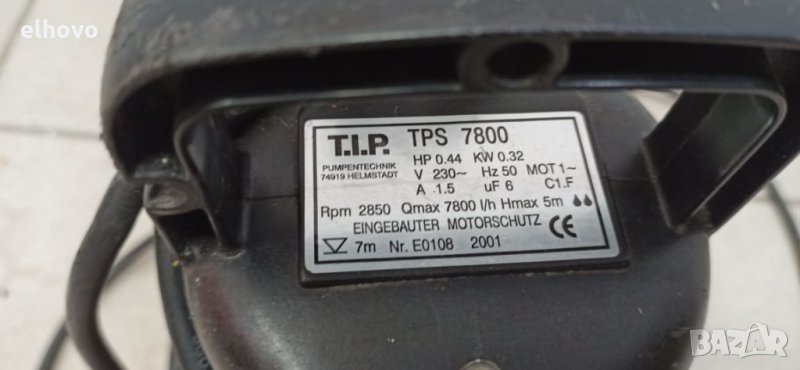 elhovo
T.I.P. TPS 7800
PUMPENTECHNIK
74919 HELMSTADT
HP 0.44 KW 0.32
V 230~ Hz 50 MOT 1~
A 1.5 uF 6 C1.F
Rpm 2850 Qmax 7800 l/h Hmax 5m
EINGEBAUTER MOTORSCHUTZ CE
7m Nr. E0108 2001
BAZAR